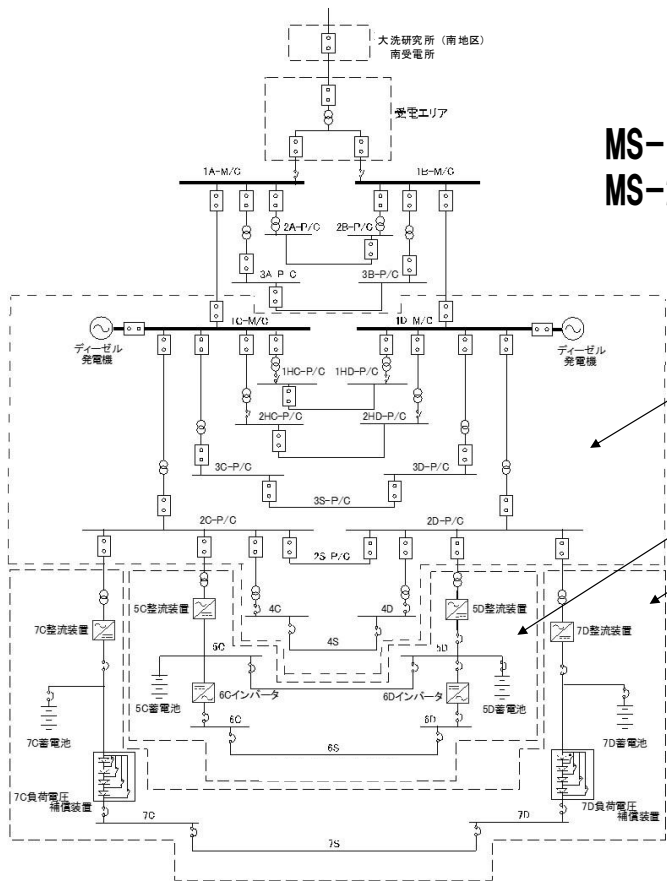 大洗研究所（南地区）
南受電所
受電エリア
MS-
MS-
1A-M/C
1B-M/C
2A-P/C
2B-P/C
3A P C
3B-P/C
1C-M/C
1D M/C
ディーゼル
発電機
ディーゼル
発電機
1HC-P/C
1HD-P/C
2HC-P/C
2HD-P/C
3C-P/C
3D-P/C
3S-P/C
2C-P/C
2D-P/C
2S P/C
7C整流装置
5C整流装置
4C
4D
5D整流装置
7D整流装置
4S
5C
5D
5C蓄電池
6Cインバータ
6Dインバータ
5D蓄電池
7C蓄電池
7D蓄電池
6C
6D
6S
7C負荷電圧
補償装置
7D負荷電圧
補償装置
7C
7D
7S